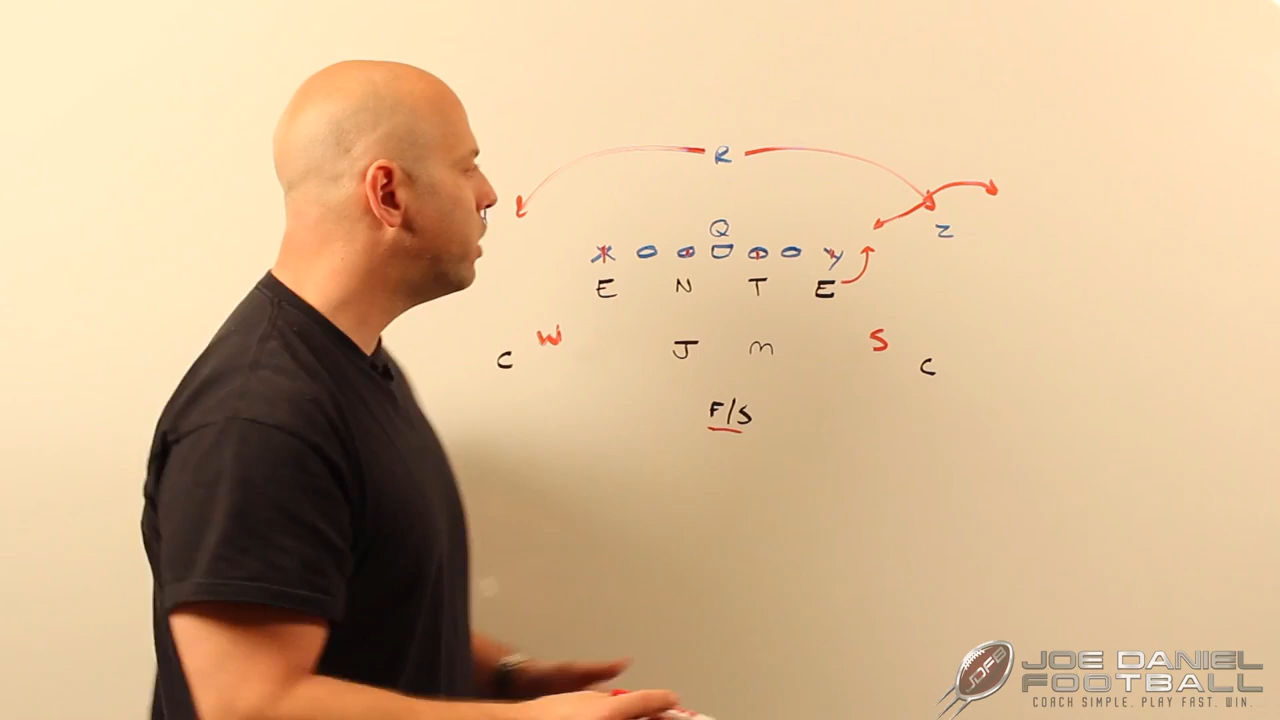 R
Q
Z
X Y
E N T E
W S
C J M C
F/S
JDFB
JOE DANIEL
FOOTBALL
COACH SIMPLE. PLAY FAST. WIN.